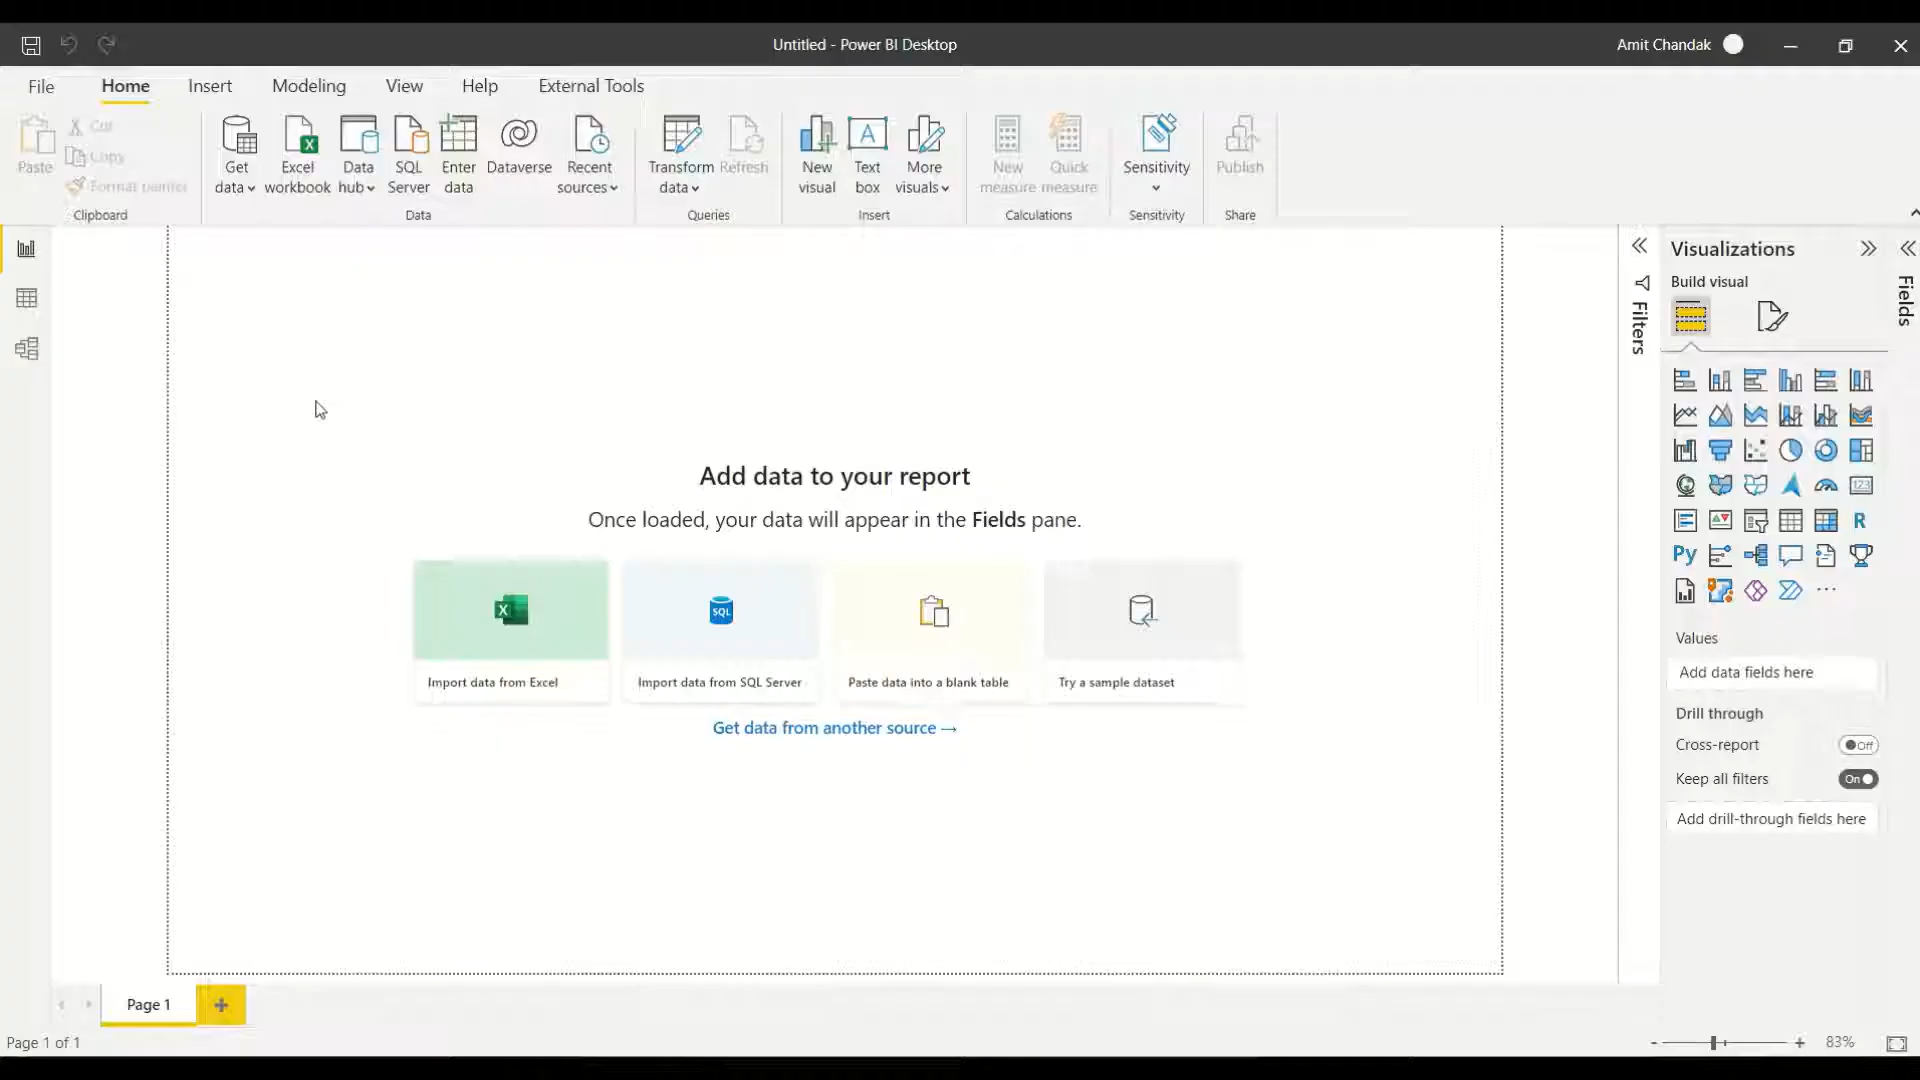 Untitled - Power BI Desktop
Amit Chandak
File Home Insert Modeling View Help External Tools
Paste
Cut
Copy
Format painter
Clipboard
Get data
Excel workbook
Data hub
SQL Server
Enter data
Dataverse
Recent sources
Data
Transform data
Refresh
Queries
New visual
Text box
More visuals
Insert
New measure
Quick measure
Calculations
Sensitivity
Sensitivity
Publish
Share
Filters
Visualizations
Build visual
Fields
Add data to your report
Once loaded, your data will appear in the Fields pane.
SQL
Import data from Excel
Import data from SQL Server
Paste data into a blank table
Try a sample dataset
Get data from another source →
123
R
Py
Values
Add data fields here
Drill through
Cross-report
Off
Keep all filters
On
Add drill-through fields here
Page 1
Page 1 of 1
83%